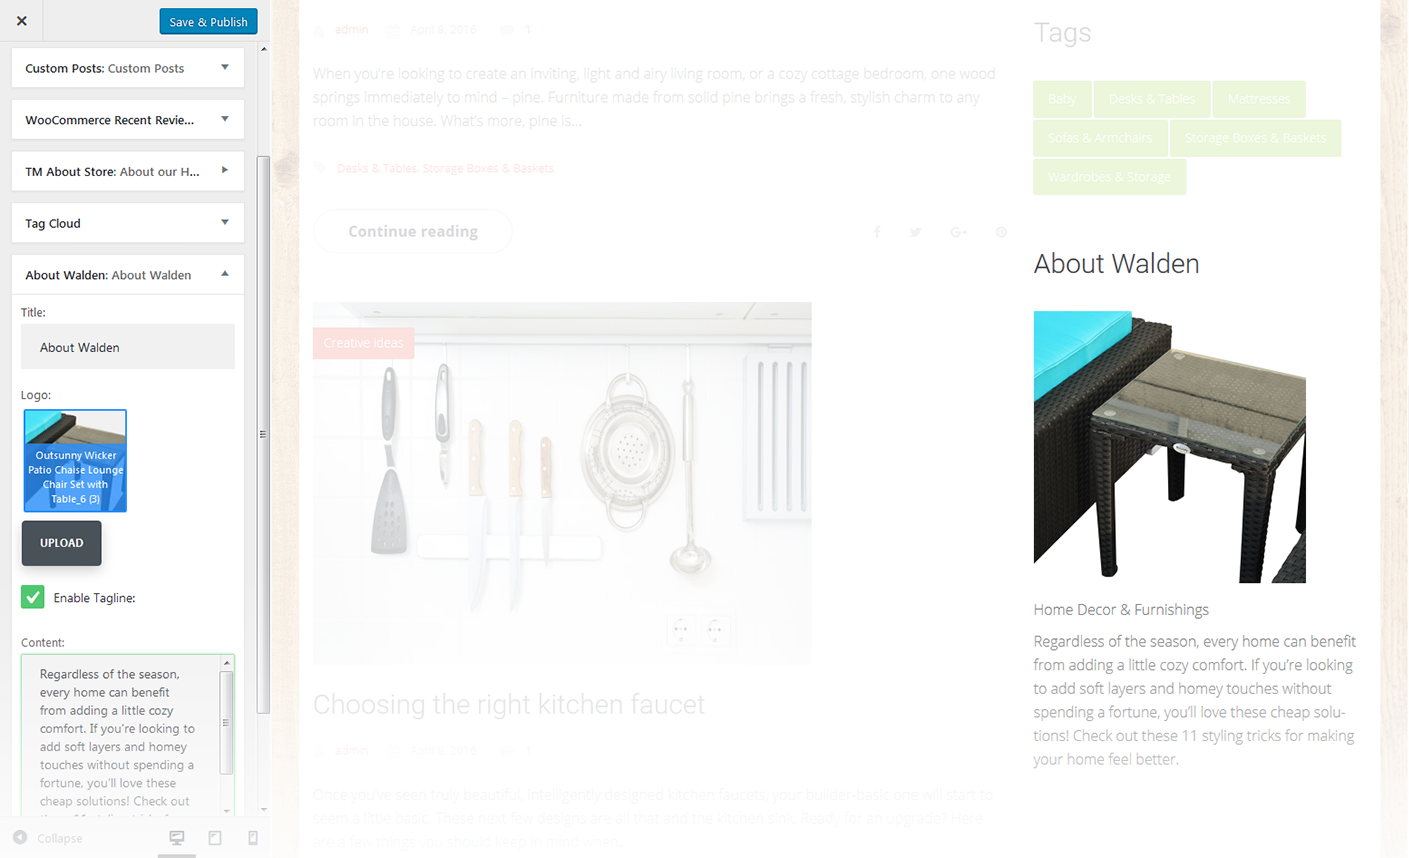 Save & Publish
Custom Posts: Custom Posts
WooCommerce Recent Revie...
TM About Store: About our H...
Tag Cloud
About Walden: About Walden
Title:
About Walden
Logo:
Outsunny Wicker
Patio Chaise Lounge
Chair Set with
Table_6 (3)
UPLOAD
Enable Tagline:
Content:
Regardless of the season,
every home can benefit
from adding a little cozy
comfort. If you're looking to
add soft layers and homey
touches without spending a
fortune, you'll love these
cheap solutions! Check out
Collapse
admin April 8, 2016 1
When you're looking to create an inviting, light and airy living room, or a cozy cottage bedroom, one wood
springs immediately to mind – pine. Furniture made from solid pine brings a fresh, stylish charm to any
room in the house. What's more, pine is...
Desks & Tables, Storage Boxes & Baskets
Continue reading
Creative ideas
Choosing the right kitchen faucet
admin April 8, 2016 1
Once you've seen truly beautiful, intelligently designed kitchen faucets, your builder-basic one will start to
seem a little basic. These next few designs are all that and the kitchen sink. Ready for an upgrade? Here
are a few things you should keep in mind when...
Tags
Baby Desks & Tables Mattresses
Sofas & Armchairs Storage Boxes & Baskets
Wardrobes & Storage
About Walden
Home Decor & Furnishings
Regardless of the season, every home can benefit
from adding a little cozy comfort. If you're looking
to add soft layers and homey touches without
spending a fortune, you'll love these cheap solu-
tions! Check out these 11 styling tricks for making
your home feel better.